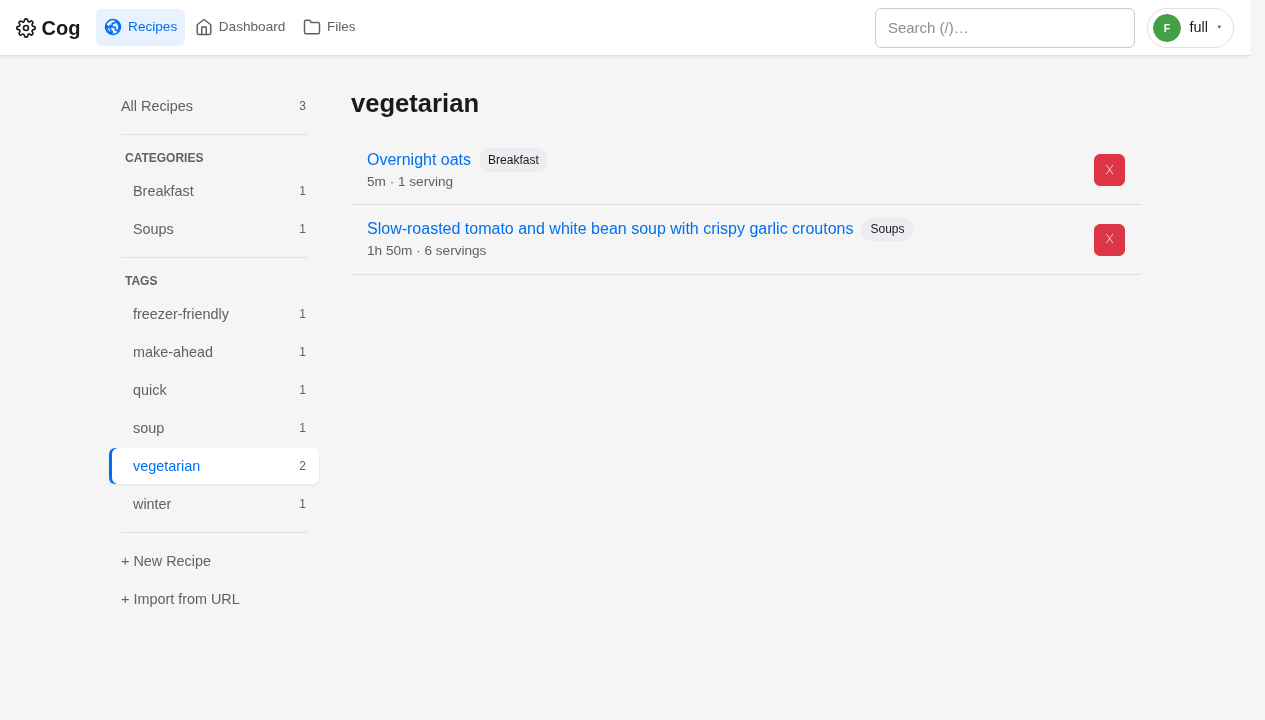 Cog
Recipes
Dashboard
Files
Search (/)…
F
full
All Recipes 3
CATEGORIES
Breakfast 1
Soups 1
TAGS
freezer-friendly 1
make-ahead 1
quick 1
soup 1
vegetarian 2
winter 1
+ New Recipe
+ Import from URL
vegetarian
Overnight oats Breakfast
5m · 1 serving
X
Slow-roasted tomato and white bean soup with crispy garlic croutons Soups
1h 50m · 6 servings
X